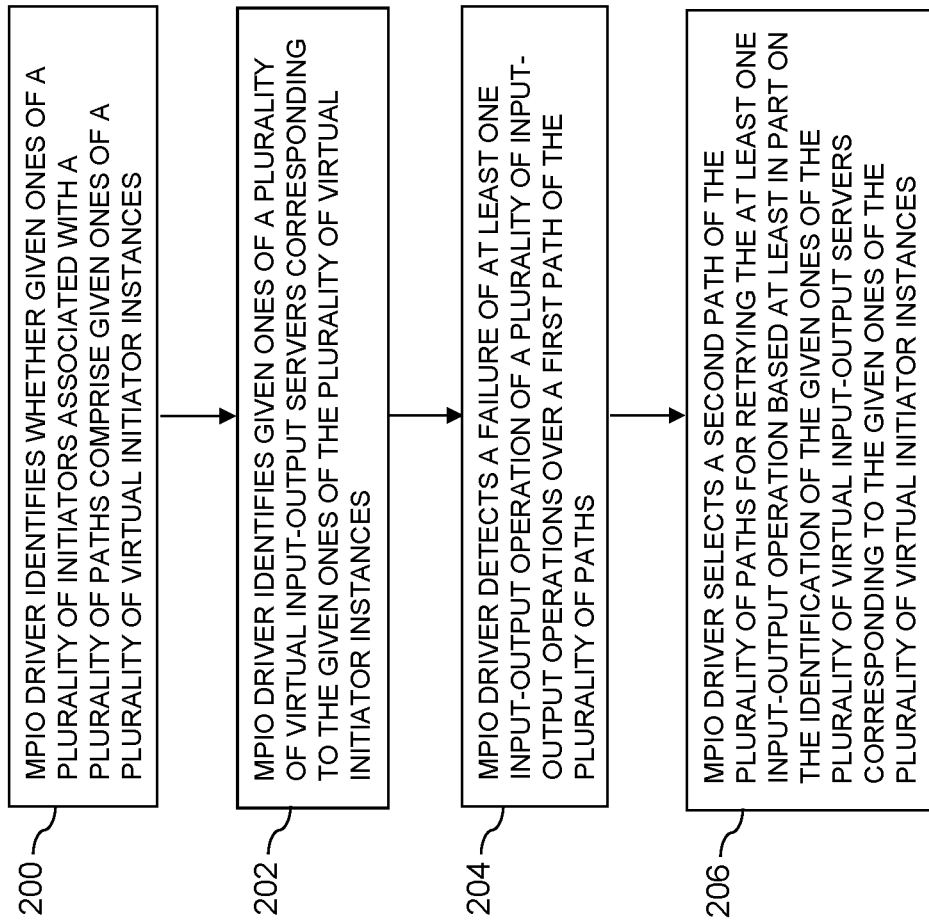 200
MPIO DRIVER IDENTIFIES WHETHER GIVEN ONES OF A
PLURALITY OF INITIATORS ASSOCIATED WITH A
PLURALITY OF PATHS COMPRISE GIVEN ONES OF A
PLURALITY OF VIRTUAL INITIATOR INSTANCES
202
MPIO DRIVER IDENTIFIES GIVEN ONES OF A PLURALITY
OF VIRTUAL INPUT-OUTPUT SERVERS CORRESPONDING
TO THE GIVEN ONES OF THE PLURALITY OF VIRTUAL
INITIATOR INSTANCES
204
MPIO DRIVER DETECTS A FAILURE OF AT LEAST ONE
INPUT-OUTPUT OPERATION OF A PLURALITY OF INPUT-
OUTPUT OPERATIONS OVER A FIRST PATH OF THE
PLURALITY OF PATHS
206
MPIO DRIVER SELECTS A SECOND PATH OF THE
PLURALITY OF PATHS FOR RETRYING THE AT LEAST ONE
INPUT-OUTPUT OPERATION BASED AT LEAST IN PART ON
THE IDENTIFICATION OF THE GIVEN ONES OF THE
PLURALITY OF VIRTUAL INPUT-OUTPUT SERVERS
CORRESPONDING TO THE GIVEN ONES OF THE
PLURALITY OF VIRTUAL INITIATOR INSTANCES